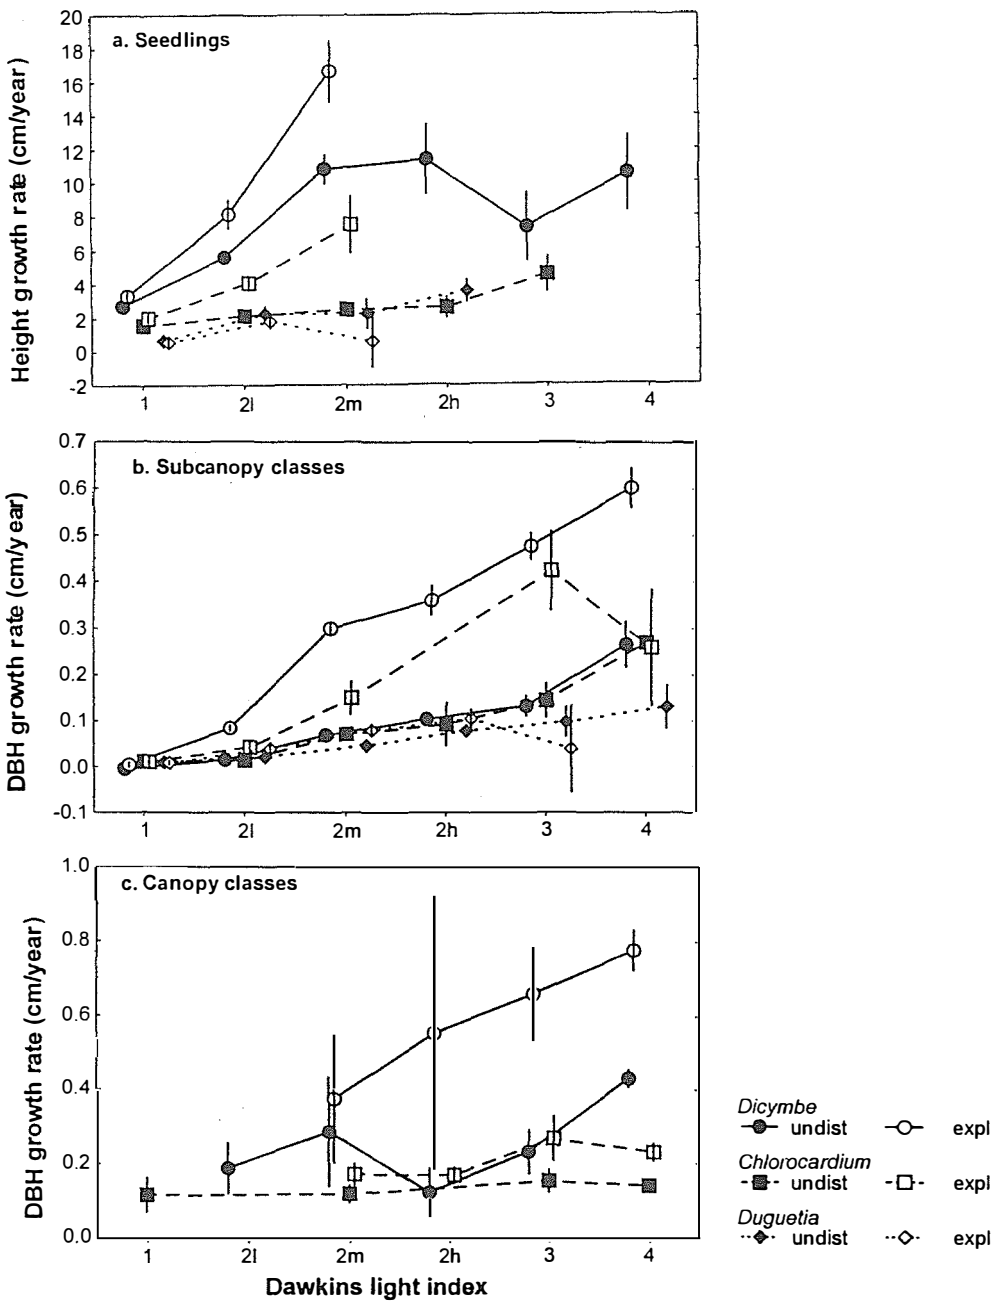 a. Seedlings
Height growth rate (cm/year)
20
18
16
14
12
10
8
6
4
2
0
-2
1 2l 2m 2h 3 4
b. Subcanopy classes
DBH growth rate (cm/year)
0.7
0.6
0.5
0.4
0.3
0.2
0.1
0.0
-0.1
1 2l 2m 2h 3 4
c. Canopy classes
DBH growth rate (cm/year)
1.0
0.8
0.6
0.4
0.2
0.0
1 2l 2m 2h 3 4
Dawkins light index
Dicymbe
undist expl
Chlorocardium
undist expl
Duguetia
undist expl